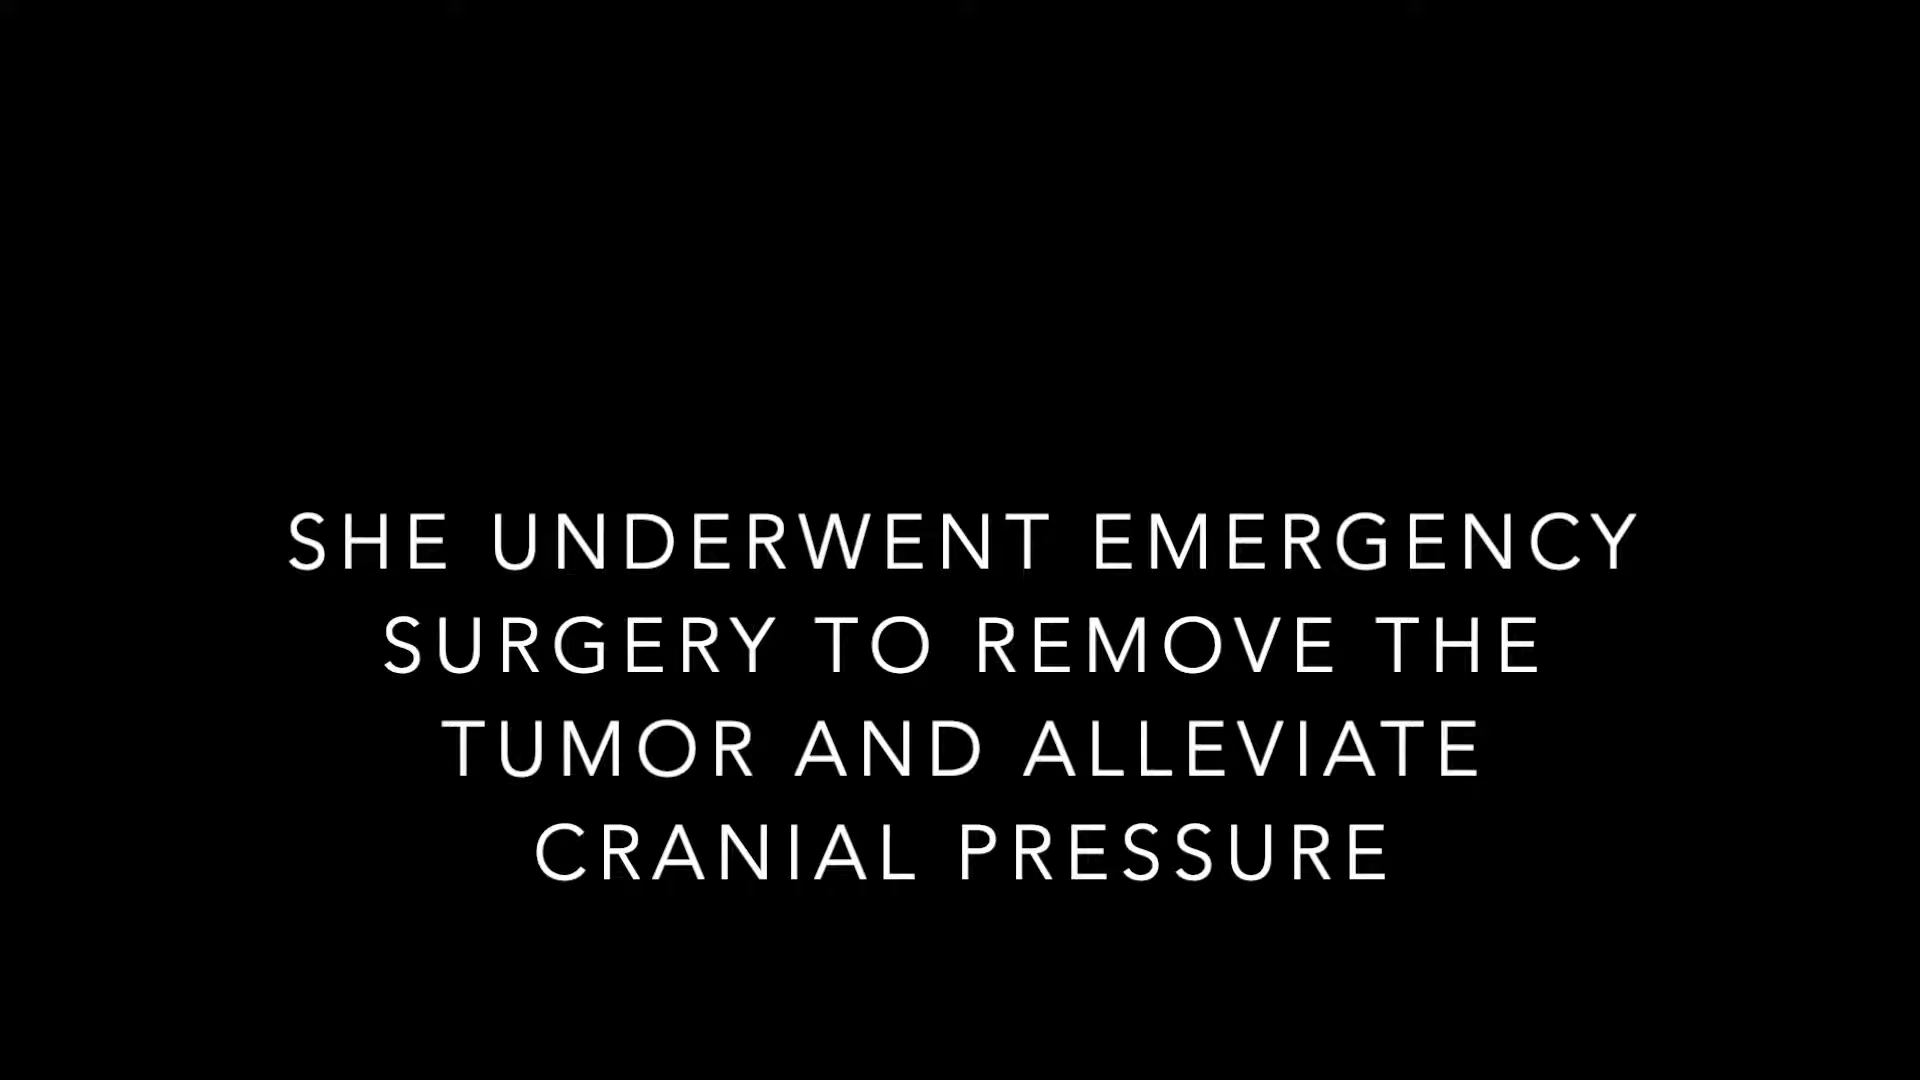 SHE UNDERWENT EMERGENCY
SURGERY TO REMOVE THE
TUMOR AND ALLEVIATE
CRANIAL PRESSURE